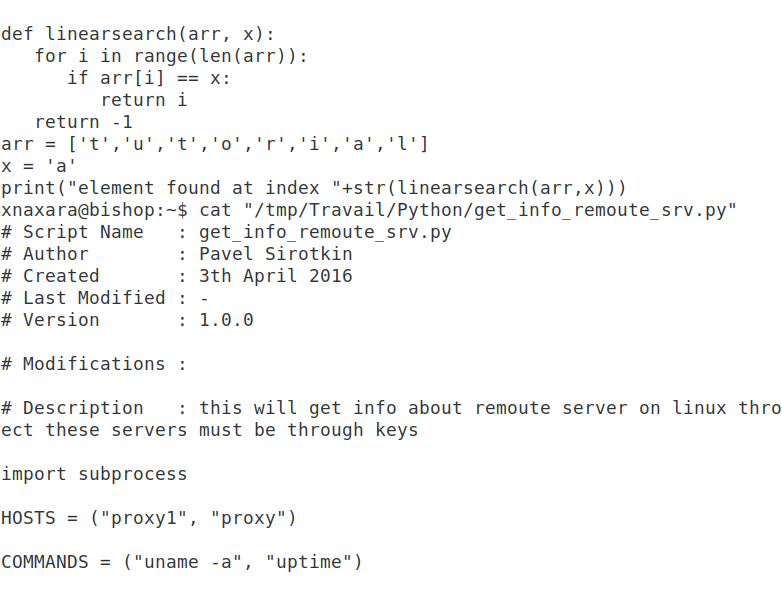 def linearsearch(arr, x):
   for i in range(len(arr)):
      if arr[i] == x:
         return i
   return -1
arr = ['t','u','t','o','r','i','a','l']
x = 'a'
print("element found at index "+str(linearsearch(arr,x)))
xnaxara@bishop:~$ cat "/tmp/Travail/Python/get_info_remoute_srv.py"
# Script Name   : get_info_remoute_srv.py
# Author        : Pavel Sirotkin
# Created       : 3th April 2016
# Last Modified : -
# Version       : 1.0.0

# Modifications :

# Description   : this will get info about remoute server on linux thro
ect these servers must be through keys

import subprocess

HOSTS = ("proxy1", "proxy")

COMMANDS = ("uname -a", "uptime")